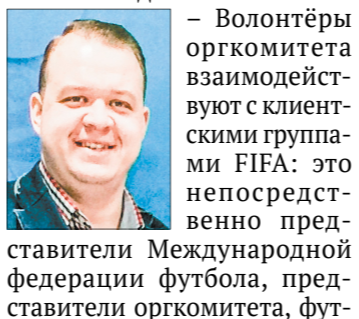 – Волонтёры
оргкомитета
взаимодейст-
вуют с клиент-
скими группа-
ми FIFA: это
непосредст-
венно пред-
ставители Международной
федерации футбола, пред-
ставители оргкомитета, фут-